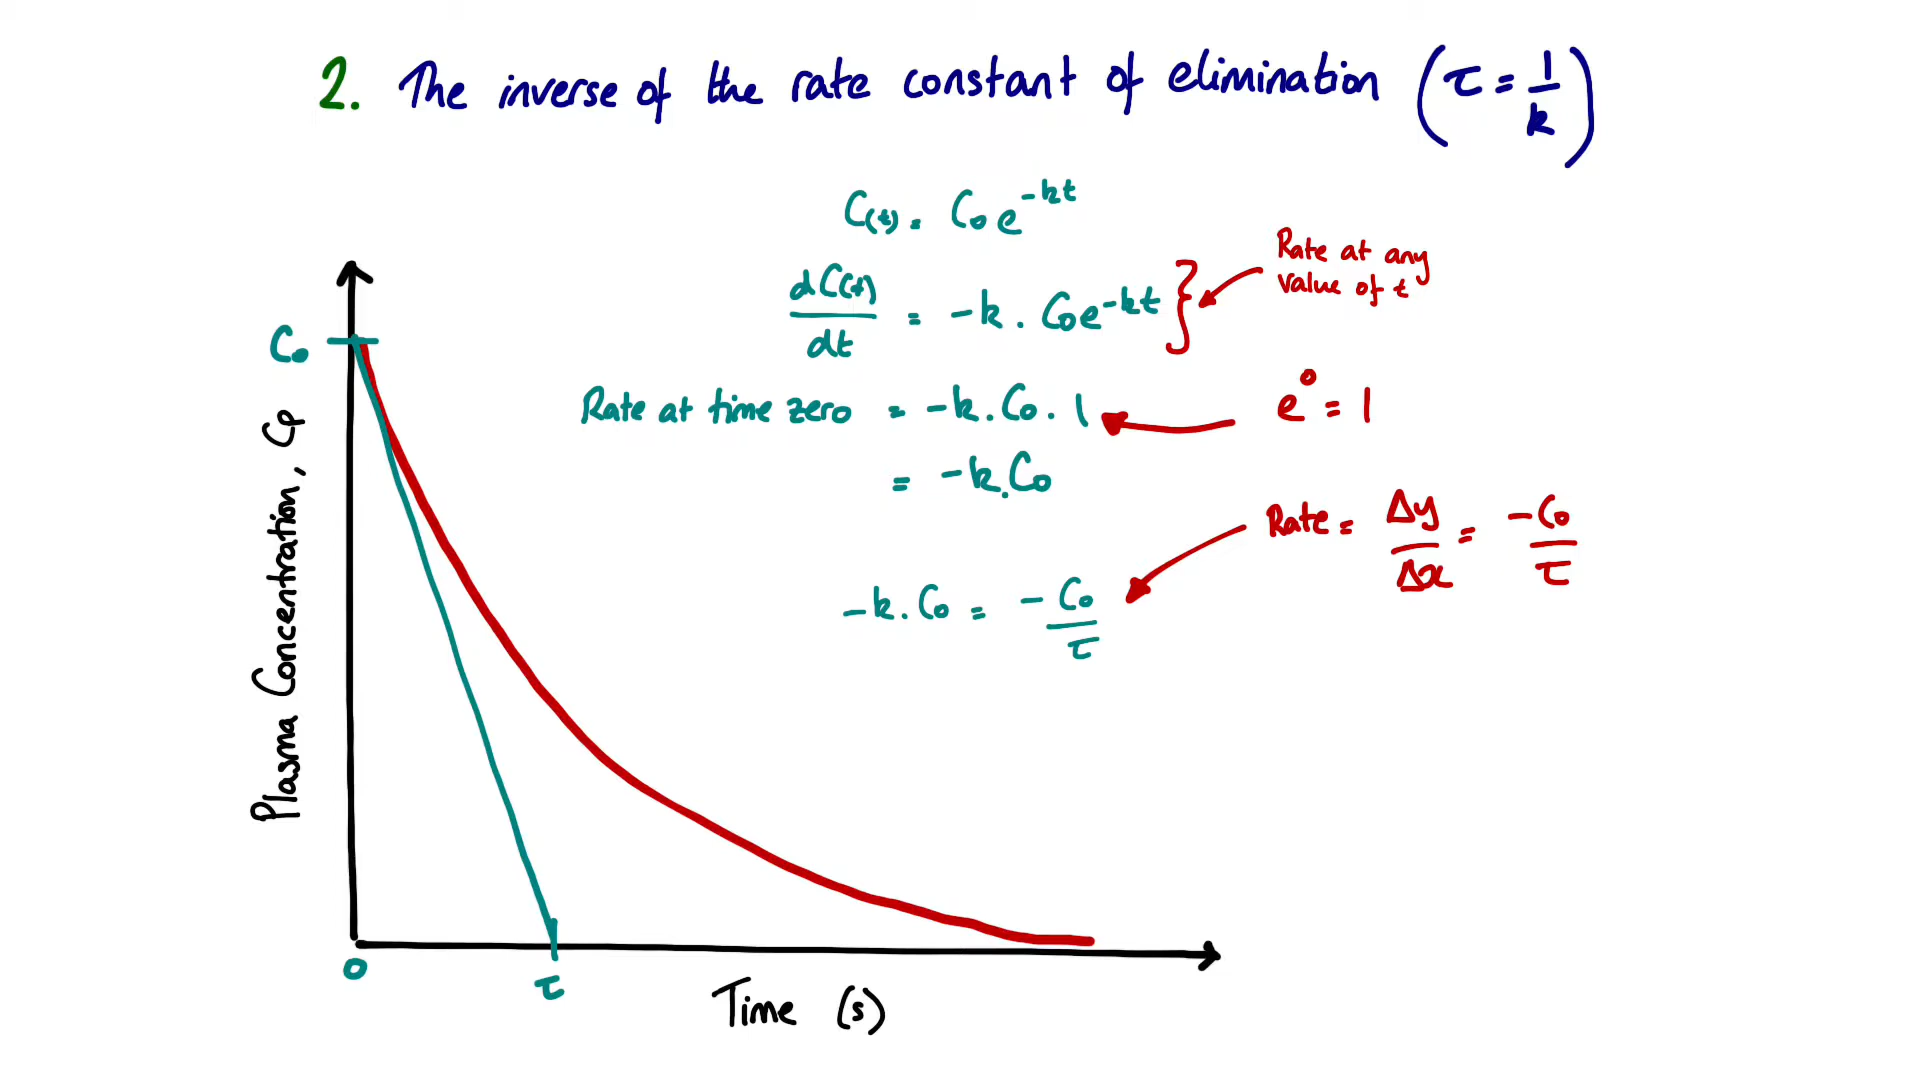 2. The inverse of the rate constant of elimination (τ = 1/k)
C(t) = C₀e^-kt
dC(t)/dt = -k . C₀e^-kt
Rate at any
value of t
Rate at time zero = -k. C₀. 1
e⁰ = 1
= -k.C₀
Rate = Δy/Δx = -C₀/τ
-k. C₀ = -C₀/τ
C₀
Plasma Concentration, Cp
0
τ
Time (s)